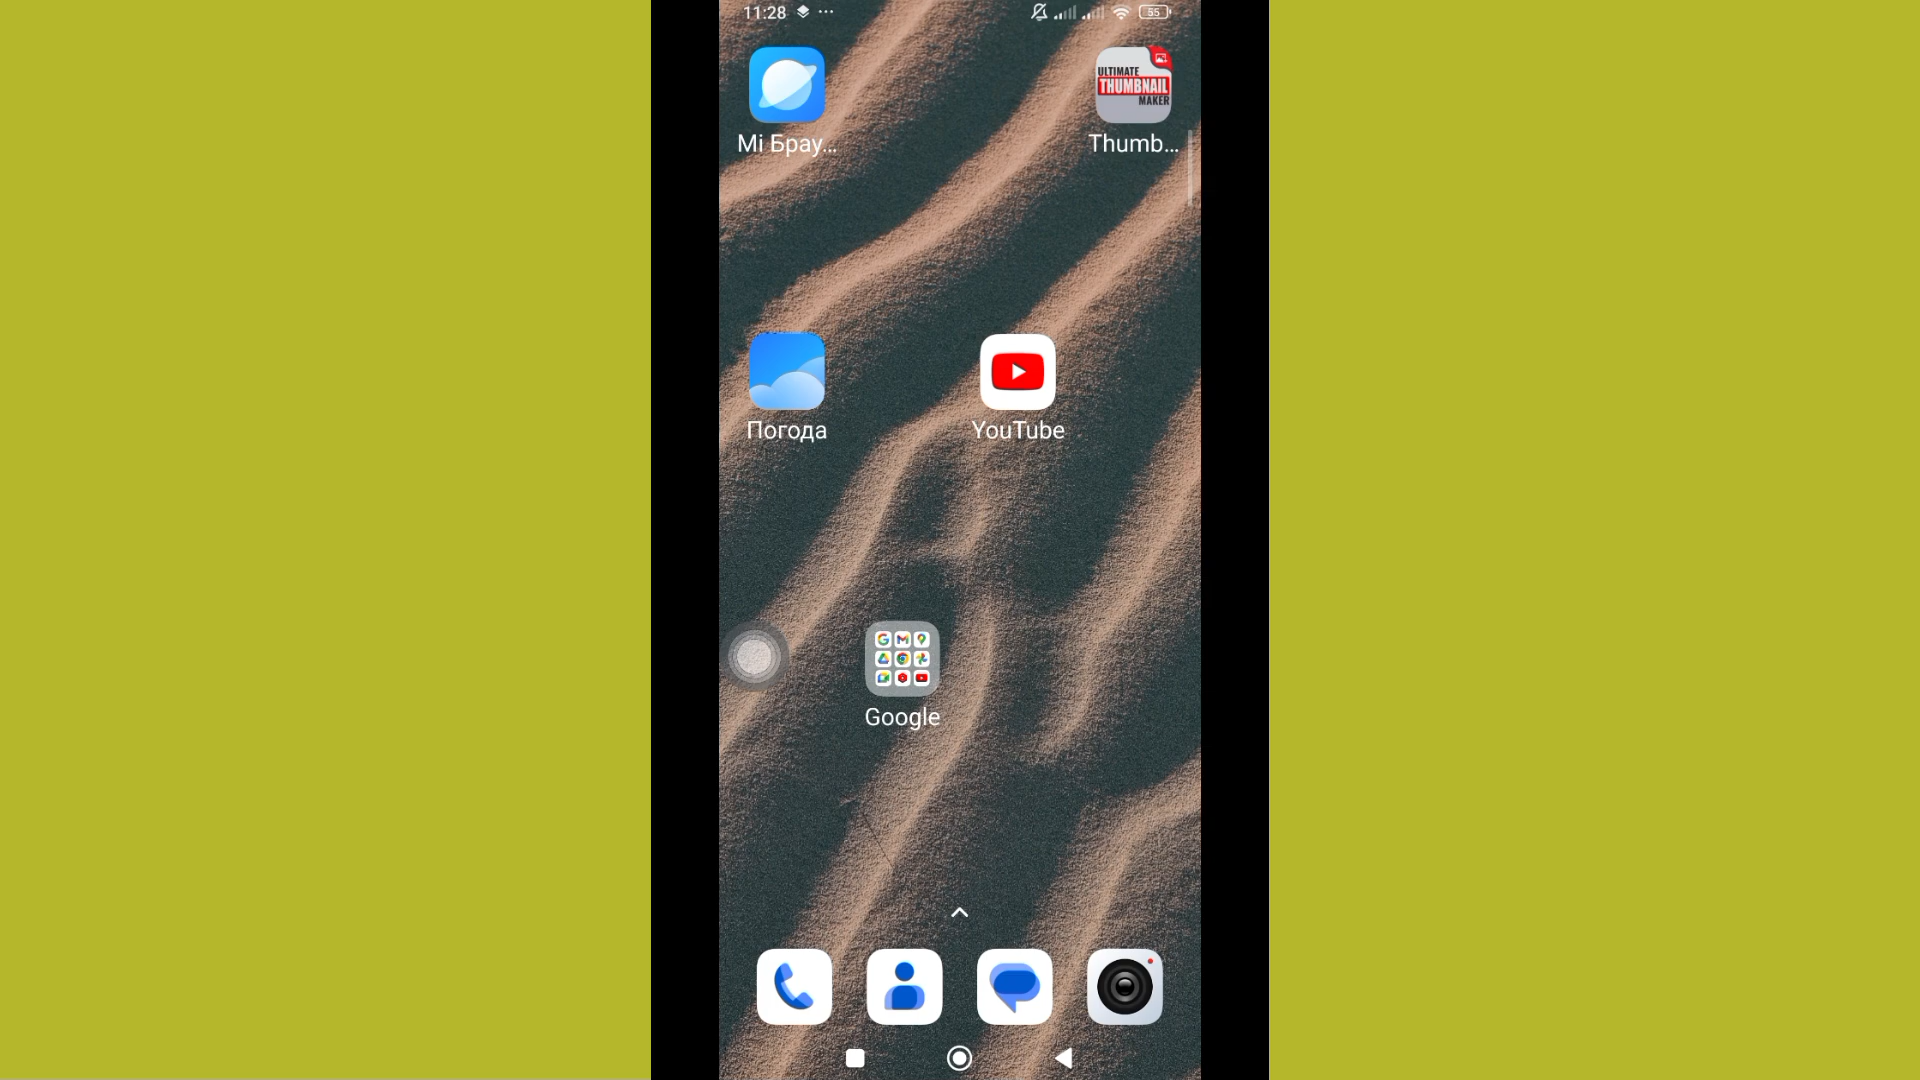 11:28 ...
55
ULTIMATE
THUMBNAIL
MAKER
Mi Брау...
Thumb...
Погода
YouTube
Google